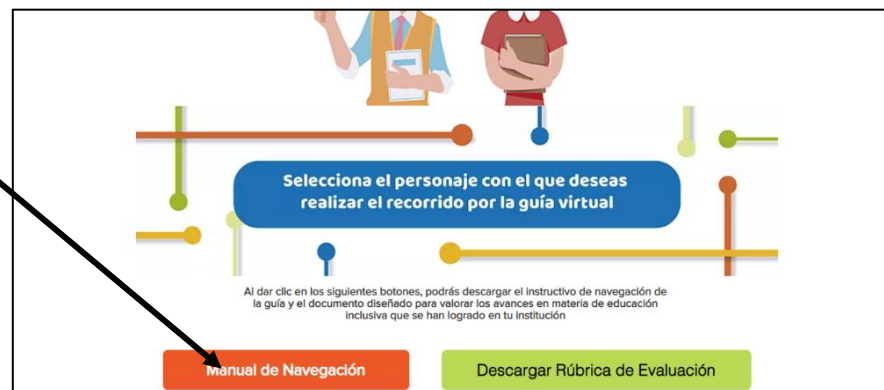 Selecciona el personaje con el que deseas
realizar el recorrido por la guía virtual
Al dar clic en los siguientes botones, podrás descargar el instructivo de navegación de
la guía y el documento diseñado para valorar los avances en materia de educación
inclusiva que se han logrado en tu institución
Manual de Navegación
Descargar Rúbrica de Evaluación